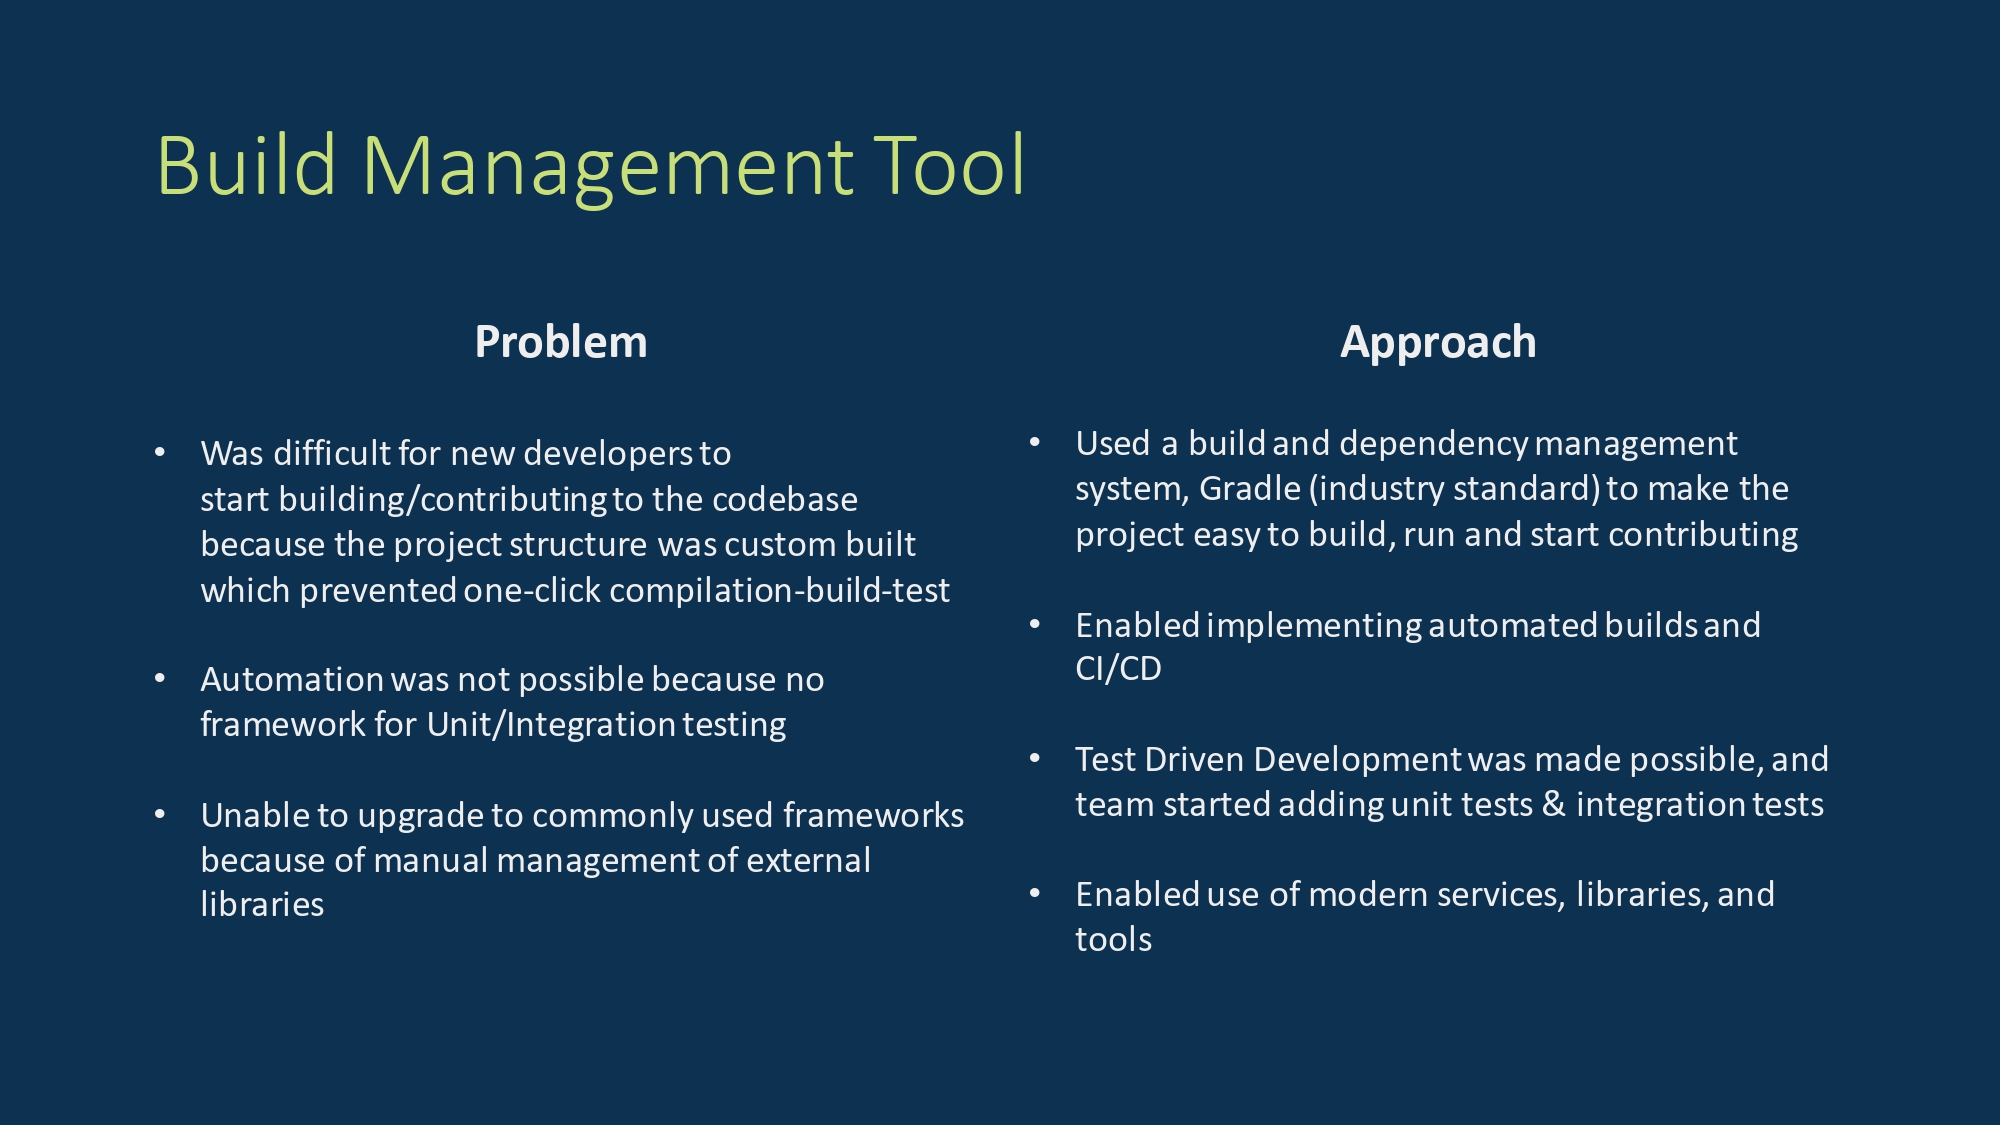 Build Management Tool
Problem
• Was difficult for new developers to
start building/contributing to the codebase
because the project structure was custom built
which prevented one-click compilation-build-test
• Automation was not possible because no
framework for Unit/Integration testing
• Unable to upgrade to commonly used frameworks
because of manual management of external
libraries
Approach
• Used a build and dependency management
system, Gradle (industry standard) to make the
project easy to build, run and start contributing
• Enabled implementing automated builds and
CI/CD
• Test Driven Development was made possible, and
team started adding unit tests & integration tests
• Enabled use of modern services, libraries, and
tools